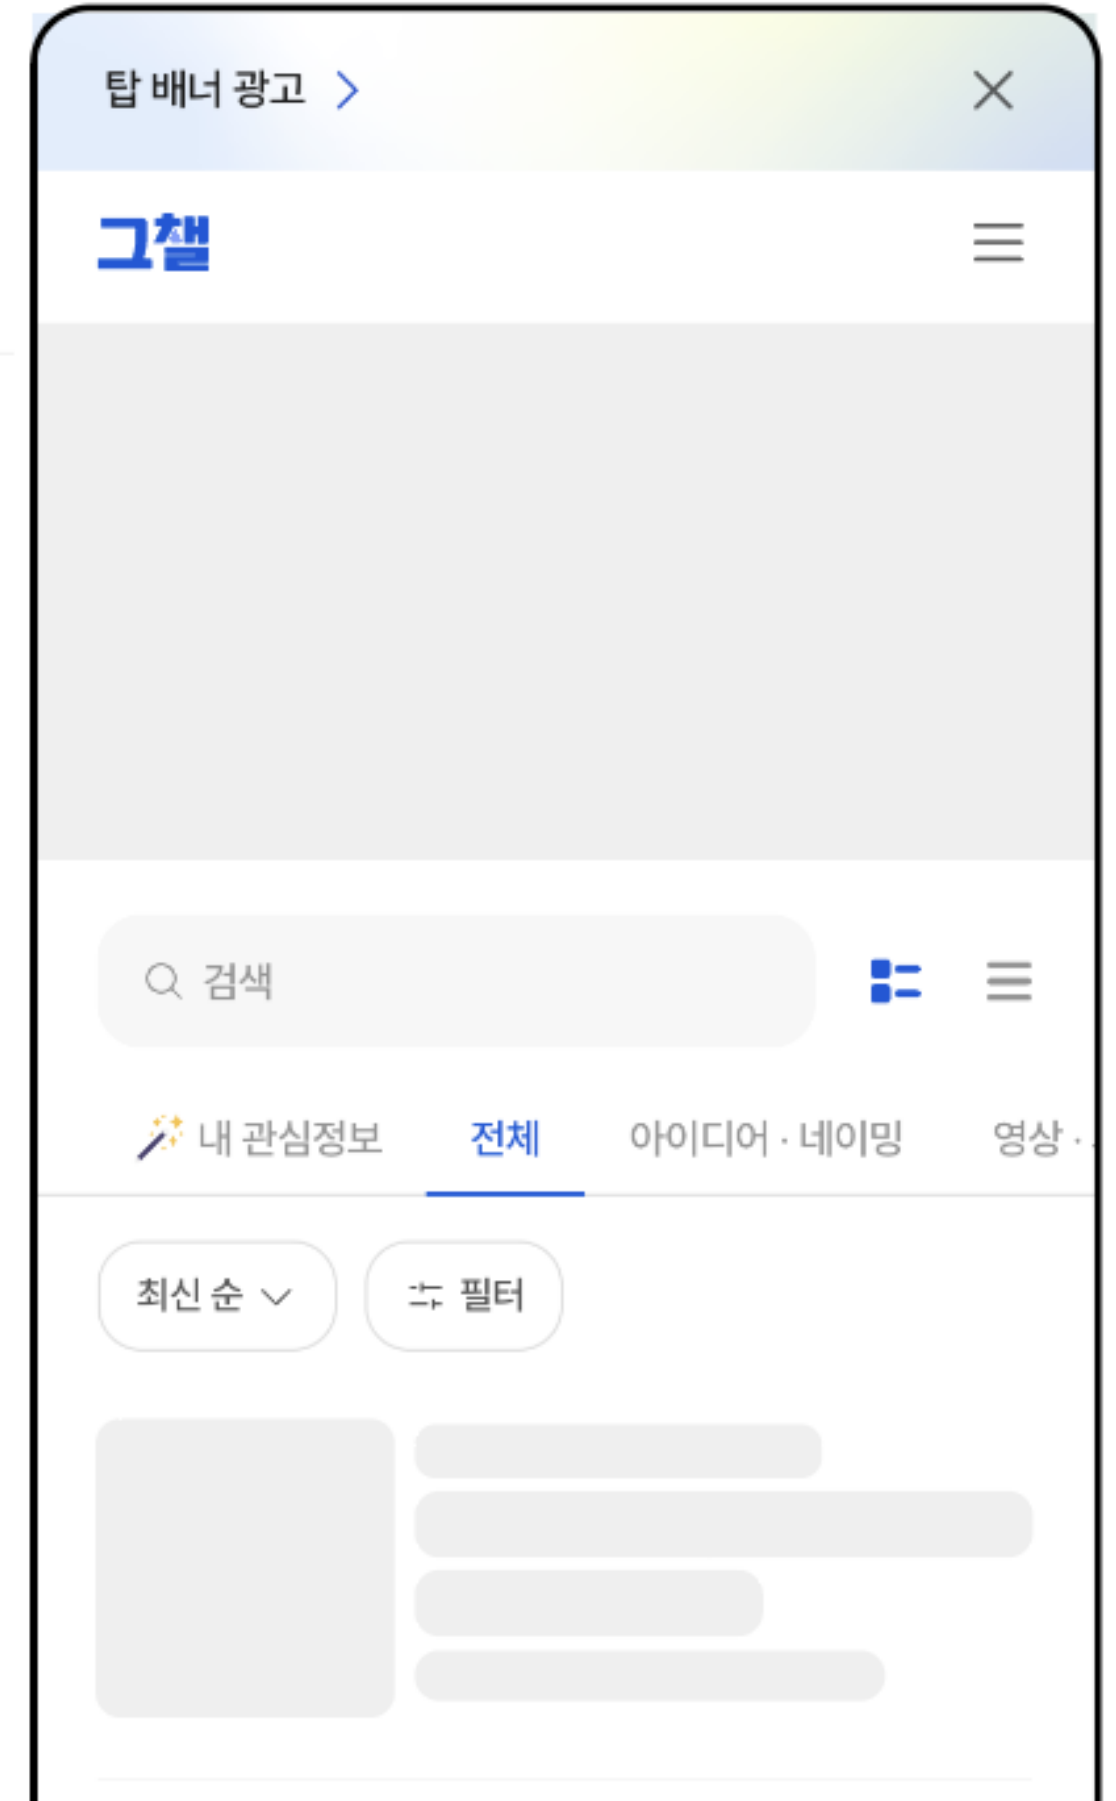 탑 배너 광고
그챌
검색
내 관심정보 전체 아이디어 · 네이밍 영상 ·
최신 순 필터